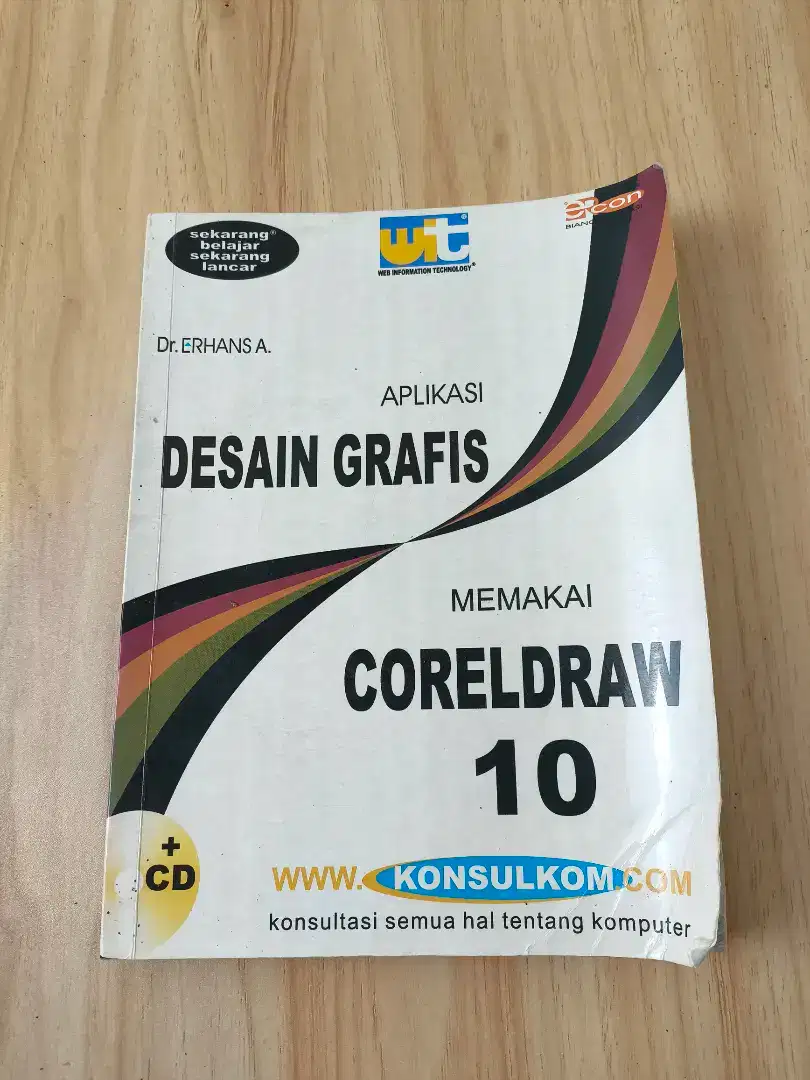 sekarang®
belajar
sekarang
lancar
wit®
WEB INFORMATION TECHNOLOGY®
Dr. ERHANS A.
APLIKASI
DESAIN GRAFIS
MEMAKAI
CORELDRAW
10
+
CD
WWW.KONSULKOM.COM
konsultasi semua hal tentang komputer